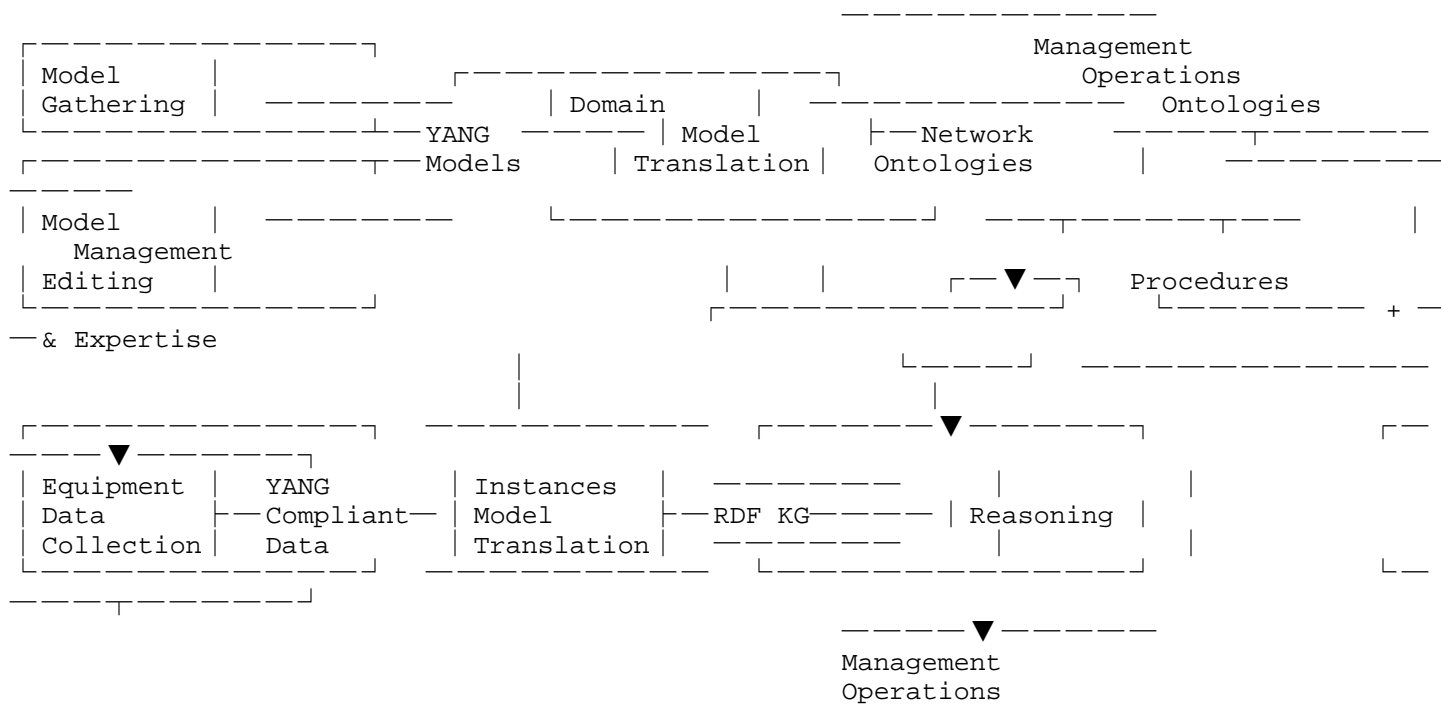 Management
Model Operations
Gathering Domain Ontologies
YANG Model Network
Models Translation Ontologies
Model
Management
Editing Procedures
+
& Expertise
Equipment YANG Instances
Data Compliant Model RDF KG Reasoning
Collection Data Translation
Management
Operations